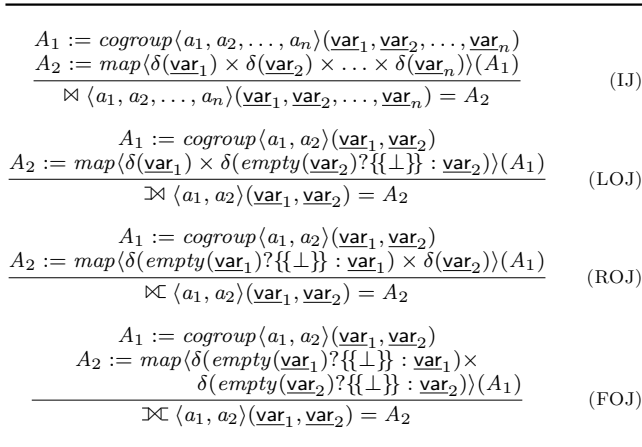 A₁ := cogroup⟨a₁, a₂, . . . , aₙ⟩(var₁, var₂, . . . , varₙ)
A₂ := map⟨δ(var₁) × δ(var₂) × . . . × δ(varₙ)⟩(A₁)
⋈ ⟨a₁, a₂, . . . , aₙ⟩(var₁, var₂, . . . , varₙ) = A₂ (IJ)
A₁ := cogroup⟨a₁, a₂⟩(var₁, var₂)
A₂ := map⟨δ(var₁) × δ(empty(var₂)?{{⊥}} : var₂)⟩(A₁)
⟕ ⟨a₁, a₂⟩(var₁, var₂) = A₂ (LOJ)
A₁ := cogroup⟨a₁, a₂⟩(var₁, var₂)
A₂ := map⟨δ(empty(var₁)?{{⊥}} : var₁) × δ(var₂)⟩(A₁)
⟖ ⟨a₁, a₂⟩(var₁, var₂) = A₂ (ROJ)
A₁ := cogroup⟨a₁, a₂⟩(var₁, var₂)
A₂ := map⟨δ(empty(var₁)?{{⊥}} : var₁)×
δ(empty(var₂)?{{⊥}} : var₂)⟩(A₁)
⟗ ⟨a₁, a₂⟩(var₁, var₂) = A₂ (FOJ)